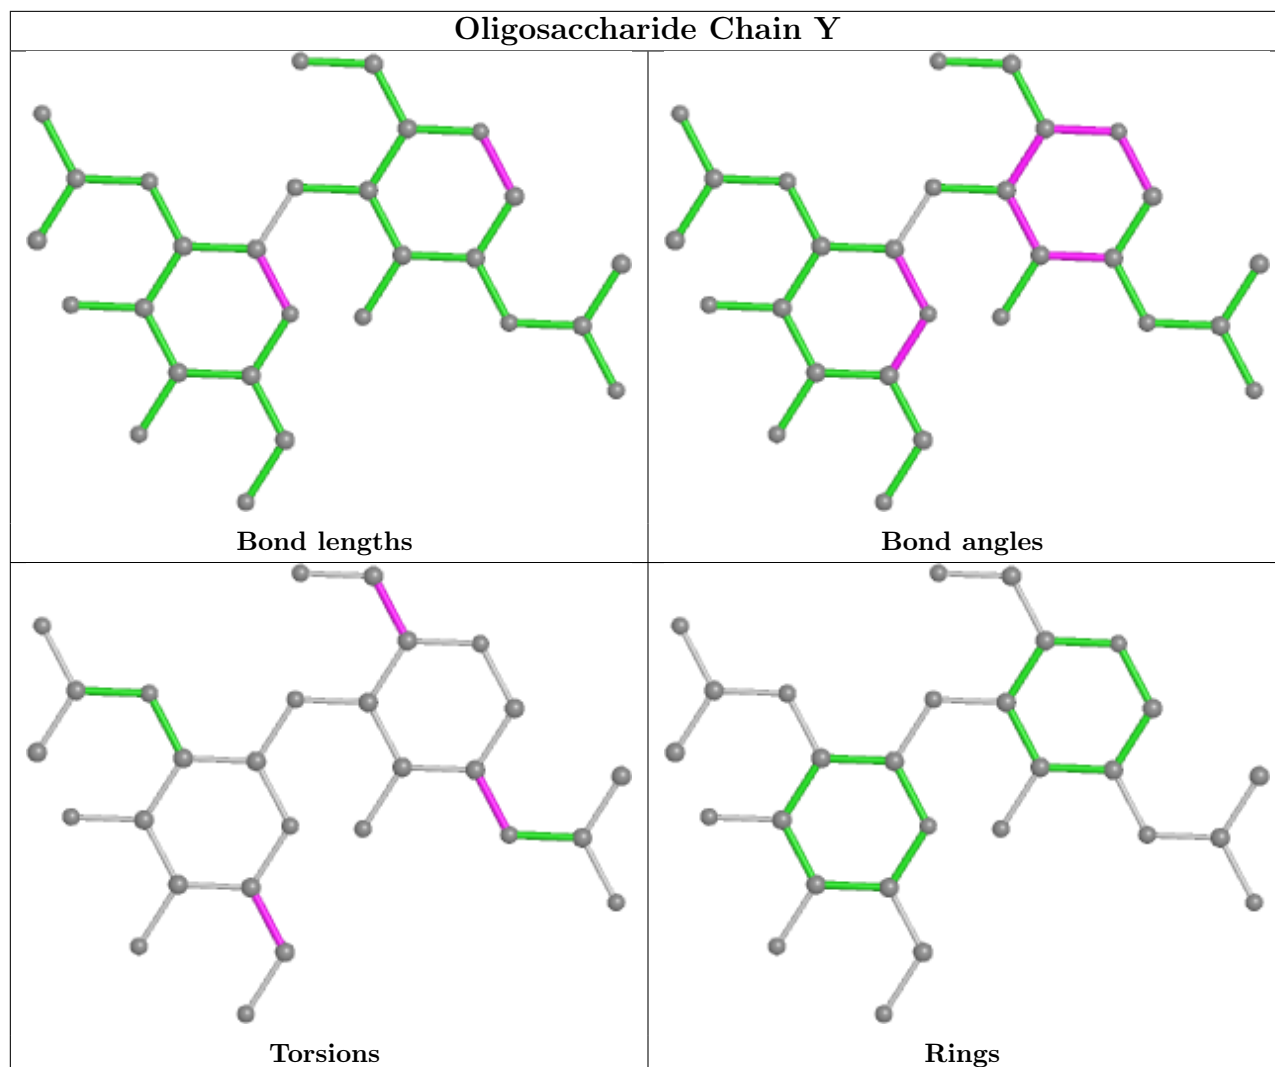 Oligosaccharide Chain Y
Bond lengths
Bond angles
Torsions
Rings